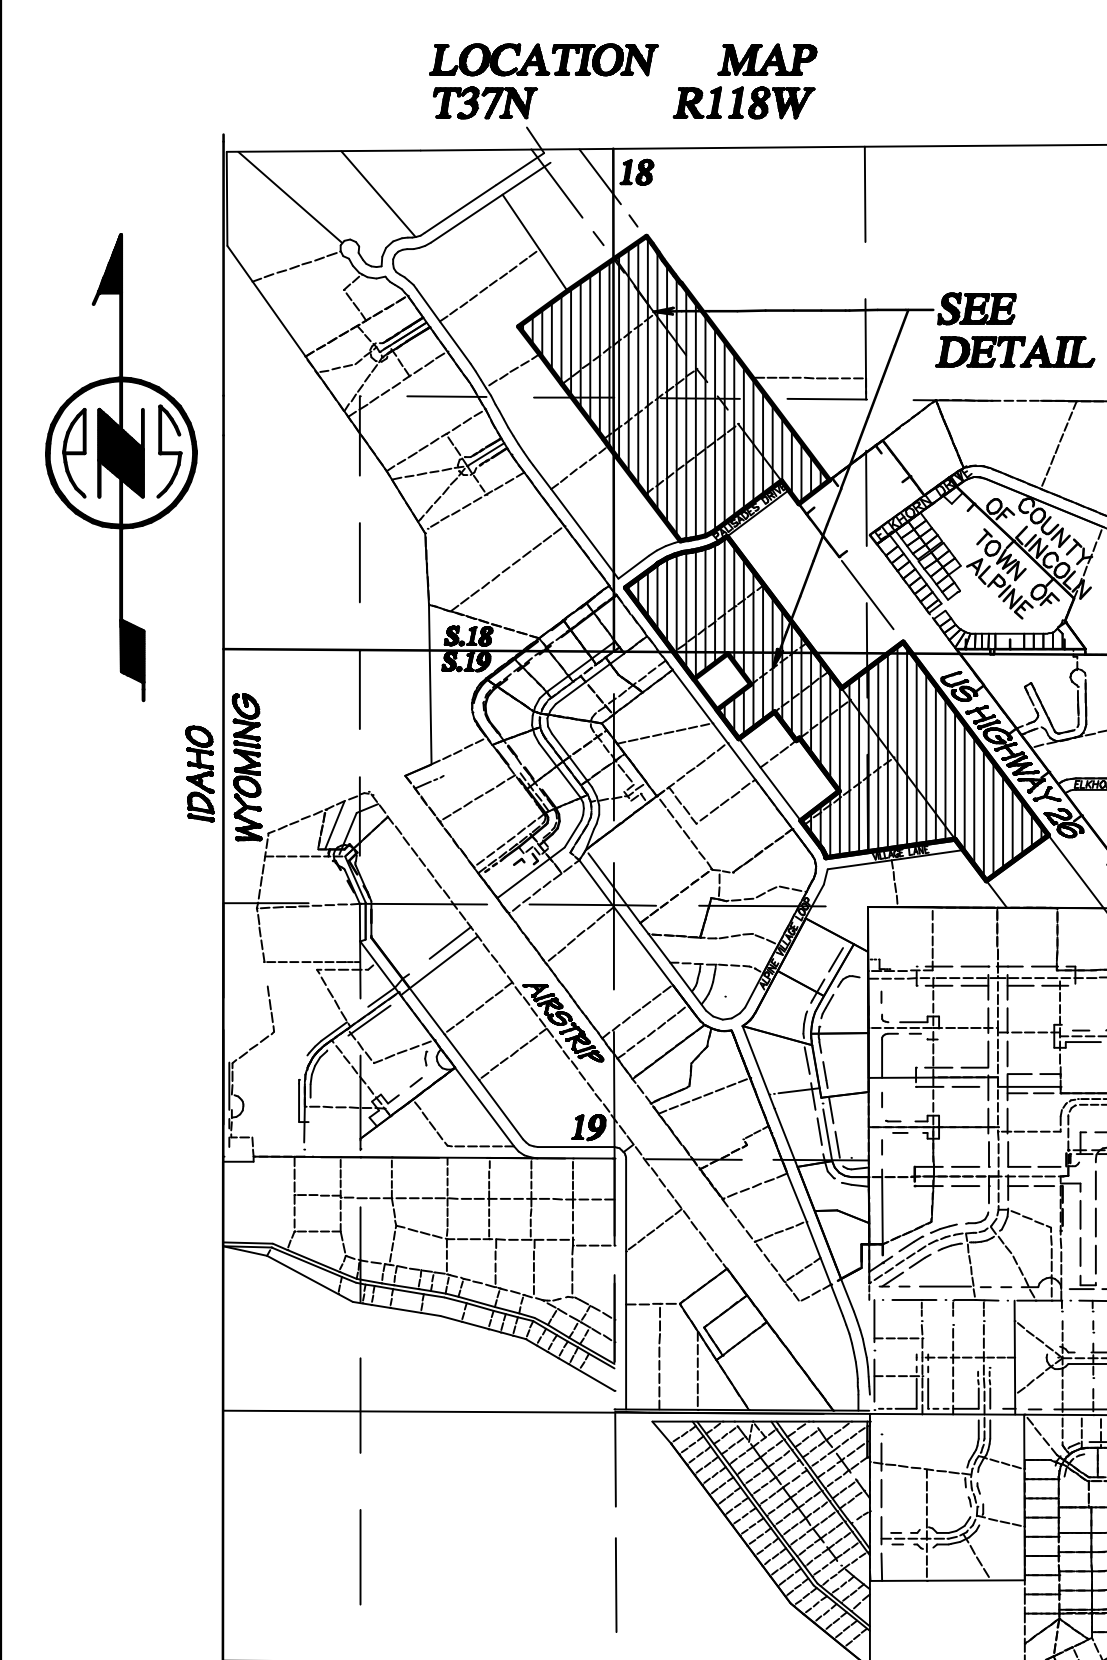 LOCATION MAP
T37N R118W
18
SEE
DETAIL
PALISADES DRIVE
ELKHORN DRIVE
COUNTY
OF LINCOLN
TOWN OF
ALPINE
S.18
S.19
IDAHO
WYOMING
US HIGHWAY 26
ELKHO
VILLAGE LANE
ALPINE VILLAGE LOOP
AIRSTRIP
19